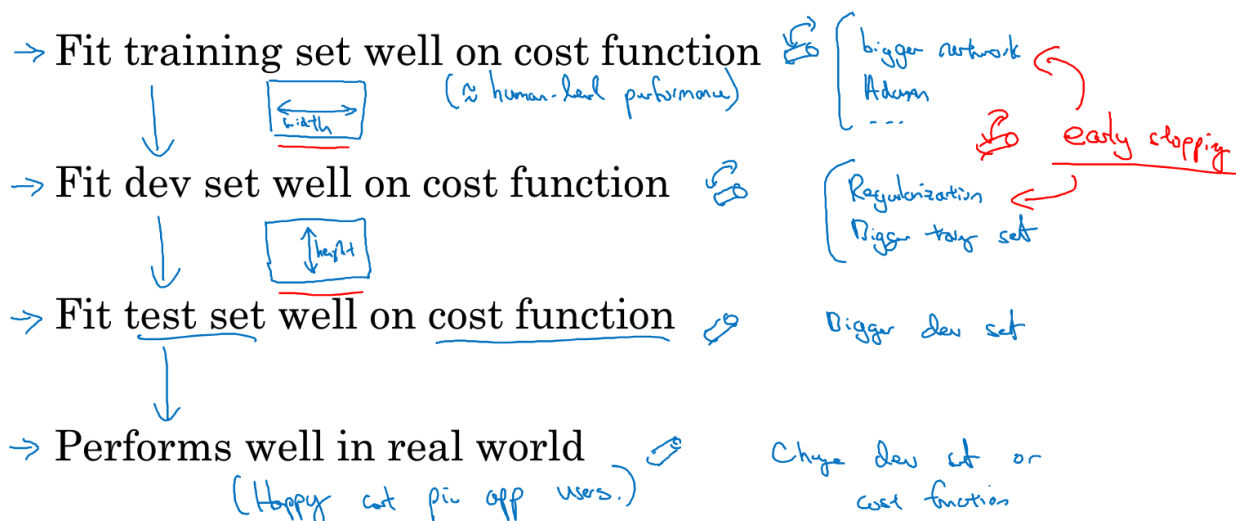 → Fit training set well on cost function
(≈ human-level performance)
bigger network
Adam
....
early stopping
width
→ Fit dev set well on cost function
Regularization
Bigger set
height
→ Fit test set well on cost function
Bigger dev set
→ Performs well in real world
(Happy cat pic app users.)
Change dev set or
cost function